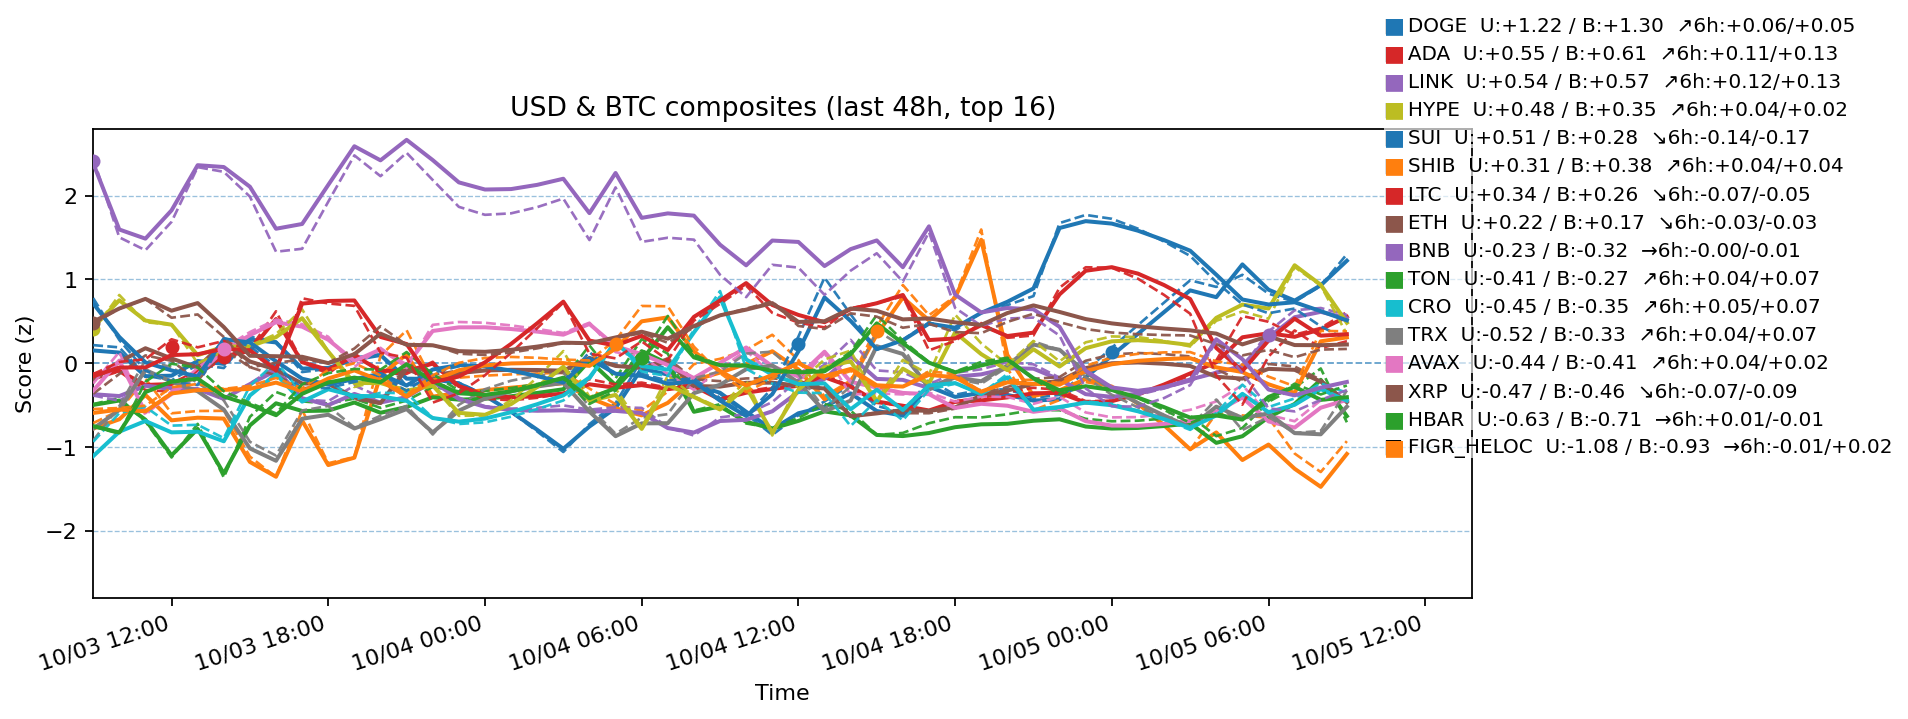 DOGE  U:+1.22 / B:+1.30  ↗6h:+0.06/+0.05
ADA  U:+0.55 / B:+0.61  ↗6h:+0.11/+0.13
LINK  U:+0.54 / B:+0.57  ↗6h:+0.12/+0.13
HYPE  U:+0.48 / B:+0.35  ↗6h:+0.04/+0.02
SUI  U:+0.51 / B:+0.28  ↘6h:-0.14/-0.17
SHIB  U:+0.31 / B:+0.38  ↗6h:+0.04/+0.04
LTC  U:+0.34 / B:+0.26  ↘6h:-0.07/-0.05
ETH  U:+0.22 / B:+0.17  ↘6h:-0.03/-0.03
BNB  U:-0.23 / B:-0.32  →6h:-0.00/-0.01
TON  U:-0.41 / B:-0.27  ↗6h:+0.04/+0.07
CRO  U:-0.45 / B:-0.35  ↗6h:+0.05/+0.07
TRX  U:-0.52 / B:-0.33  ↗6h:+0.04/+0.07
AVAX  U:-0.44 / B:-0.41  ↗6h:+0.04/+0.02
XRP  U:-0.47 / B:-0.46  ↘6h:-0.07/-0.09
HBAR  U:-0.63 / B:-0.71  →6h:+0.01/-0.01
FIGR_HELOC  U:-1.08 / B:-0.93  →6h:-0.01/+0.02
USD & BTC composites (last 48h, top 16)
Score (z)
2
1
0
−1
−2
10/03 12:00
10/03 18:00
10/04 00:00
10/04 06:00
10/04 12:00
10/04 18:00
10/05 00:00
10/05 06:00
10/05 12:00
Time